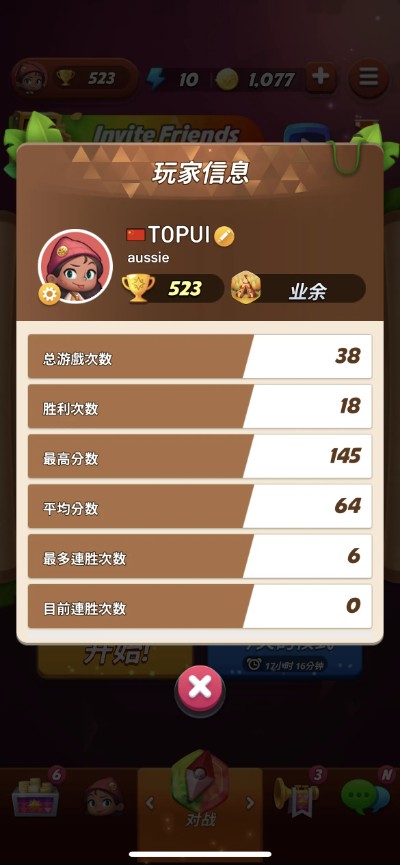 523
10
1,077
Invite Friends
玩家信息
TOPUI
aussie
523
业余
总游戲次数
38
胜利次数
18
最高分数
145
平均分数
64
最多連胜次数
6
目前連胜次数
0
开始!
12小时 16分钟
6
3
N
对战